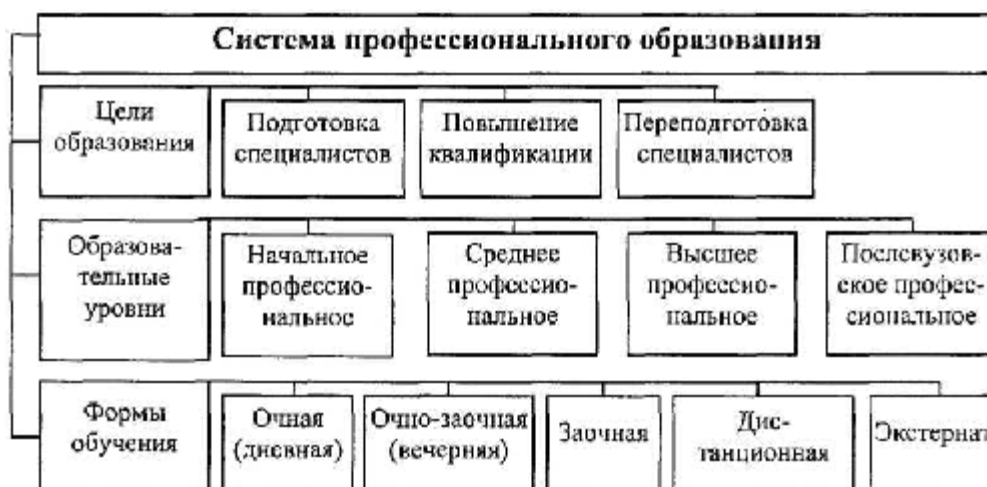 Система профессионального образования
Цели
образования
Подготовка
специалистов
Повышение
квалификации
Переподготовка
специалистов
Образова-
тельные
уровни
Начальное
профессио-
нальное
Среднее
профессио-
нальное
Высшее
профессио-
нальное
Послевузов-
ское профес-
сиональное
Формы
обучения
Очная
(дневная)
Очно-заочная
(вечерняя)
Заочная
Дис-
танционная
Экстернат